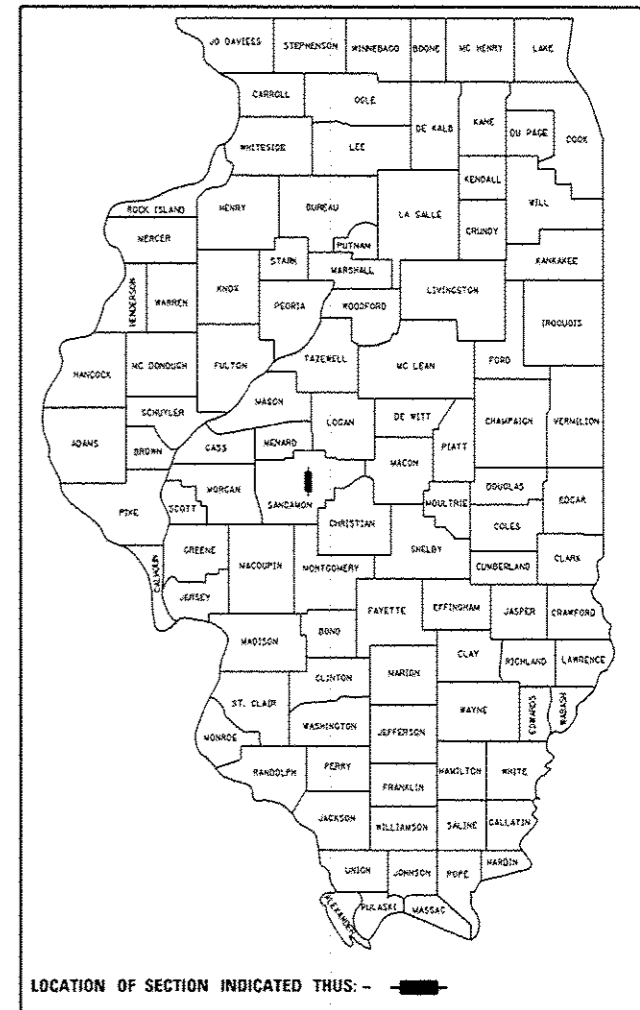 JO DAVIESS STEPHENSON WINNEBAGO BOONE MC HENRY LAKE
CARROLL OGLE
DE KALB KANE DU PAGE COOK
WHITESIDE LEE
KENDALL WILL
ROCK ISLAND HENRY BUREAU LA SALLE GRUNDY
MERCER PUTNAM
STARK MARSHALL KANKAKEE
HENDERSON WARREN KNOX PEORIA WOODFORD LIVINGSTON IROQUOIS
HANCOCK MC DONOUGH FULTON TAZEWELL MC LEAN FORD
MASON
SCHUYLER LOGAN DE WITT CHAMPAIGN VERMILION
ADAMS BROWN CASS MENARD MACON PIATT
MORGAN DOUGLAS
PIKE SCOTT SANGAMON CHRISTIAN MOULTRIE COLES EDGAR
GREENE MACOUPIN MONTGOMERY SHELBY CUMBERLAND CLARK
CALHOUN JERSEY FAYETTE EFFINGHAM JASPER CRAWFORD
MADISON BOND CLAY RICHLAND LAWRENCE
CLINTON MARION
ST. CLAIR WAYNE EDWARDS WABASH
MONROE WASHINGTON JEFFERSON
RANDOLPH PERRY HAMILTON WHITE
FRANKLIN
JACKSON WILLIAMSON SALINE GALLATIN
UNION JOHNSON POPE HARDIN
ALEXANDER PULASKI MASSAC
LOCATION OF SECTION INDICATED THUS: -